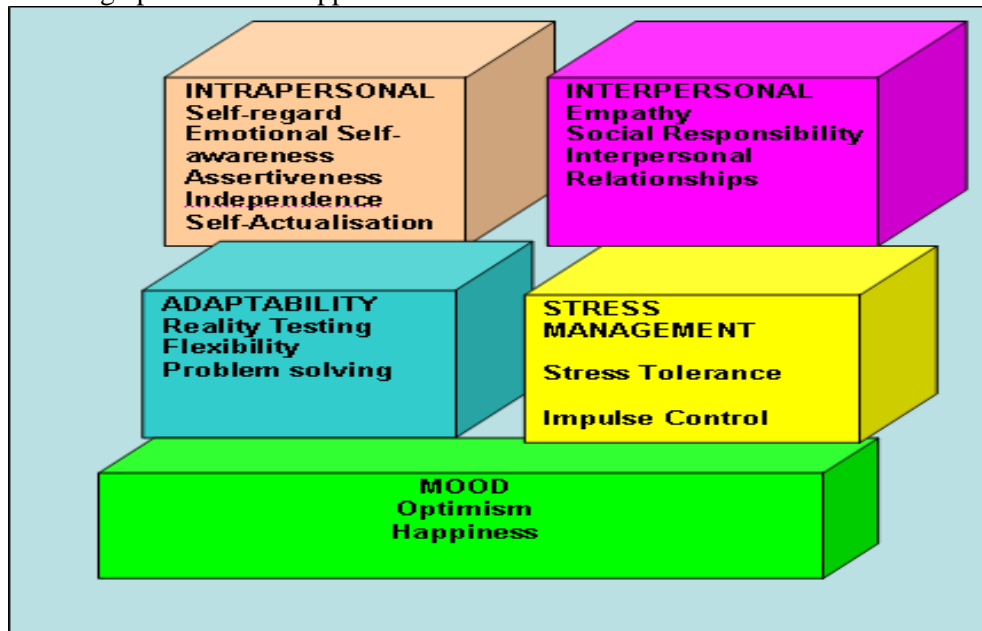 INTRAPERSONAL
Self-regard
Emotional Self-
awareness
Assertiveness
Independence
Self-Actualisation
INTERPERSONAL
Empathy
Social Responsibility
Interpersonal
Relationships
ADAPTABILITY
Reality Testing
Flexibility
Problem solving
STRESS
MANAGEMENT
Stress Tolerance
Impulse Control
MOOD
Optimism
Happiness